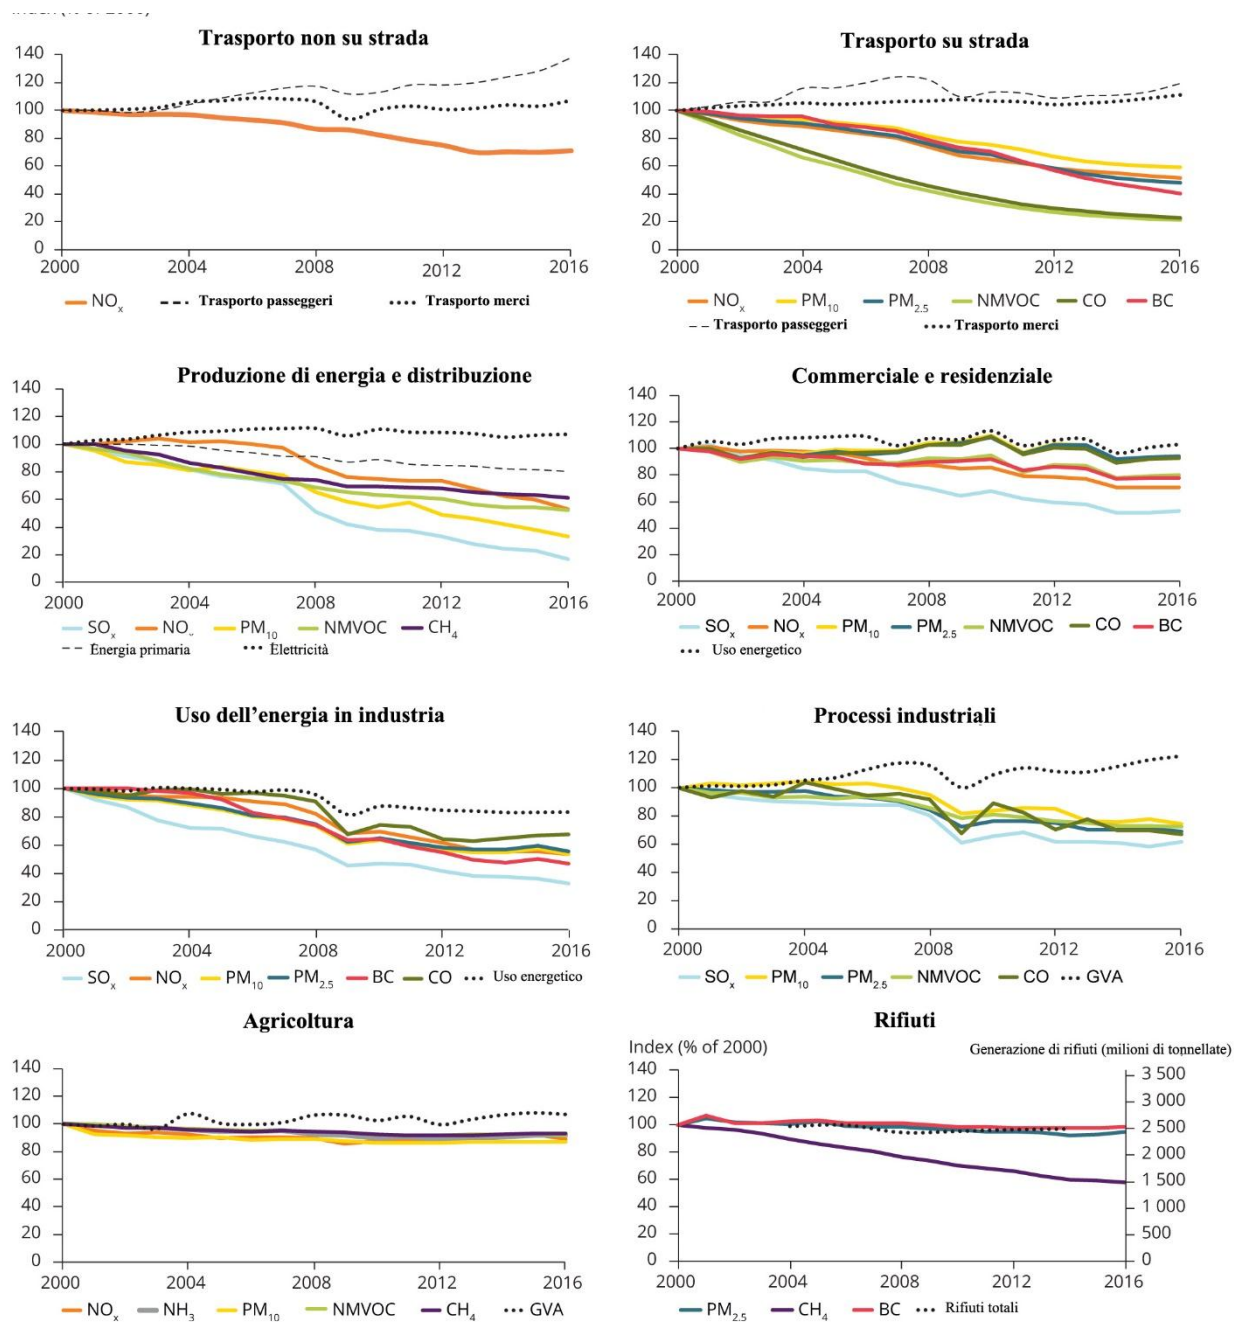 Trasporto non su strada
140
120
100
80
60
40
20
0
2000 2004 2008 2012 2016
NOx Trasporto passeggeri Trasporto merci
Trasporto su strada
140
120
100
80
60
40
20
0
2000 2004 2008 2012 2016
NOx PM10 PM2.5 NMVOC CO BC
Trasporto passeggeri Trasporto merci
Produzione di energia e distribuzione
140
120
100
80
60
40
20
0
2000 2004 2008 2012 2016
SOx NOx PM10 NMVOC CH4
Energia primaria Elettricità
Commerciale e residenziale
140
120
100
80
60
40
20
0
2000 2004 2008 2012 2016
SOx NOx PM10 PM2.5 NMVOC CO BC
Uso energetico
Uso dell'energia in industria
140
120
100
80
60
40
20
0
2000 2004 2008 2012 2016
SOx NOx PM10 PM2.5 BC CO Uso energetico
Processi industriali
140
120
100
80
60
40
20
0
2000 2004 2008 2012 2016
SOx PM10 PM2.5 NMVOC CO GVA
Agricoltura
140
120
100
80
60
40
20
0
2000 2004 2008 2012 2016
NOx NH3 PM10 NMVOC CH4 GVA
Rifiuti
Index (% of 2000) Generazione di rifiuti (milioni di tonnellate)
140
120
100
80
60
40
20
0
3 500
3 000
2 500
2 000
1 500
1 000
500
0
2000 2004 2008 2012 2016
PM2.5 CH4 BC Rifiuti totali